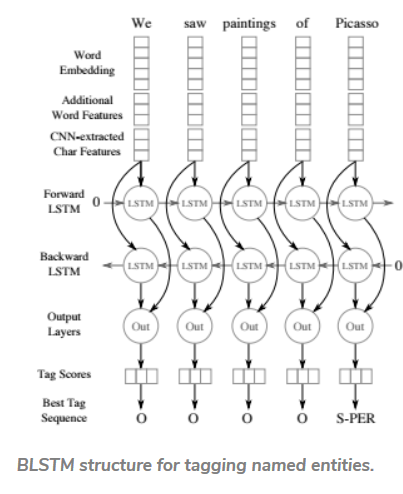 We saw paintings of Picasso
Word
Embedding
Additional
Word Features
CNN-extracted
Char Features
Forward
LSTM
0 LSTM LSTM LSTM LSTM LSTM
Backward
LSTM
LSTM LSTM LSTM LSTM LSTM 0
Output
Layers
Out Out Out Out Out
Tag Scores
Best Tag
Sequence
O O O O S-PER
BLSTM structure for tagging named entities.